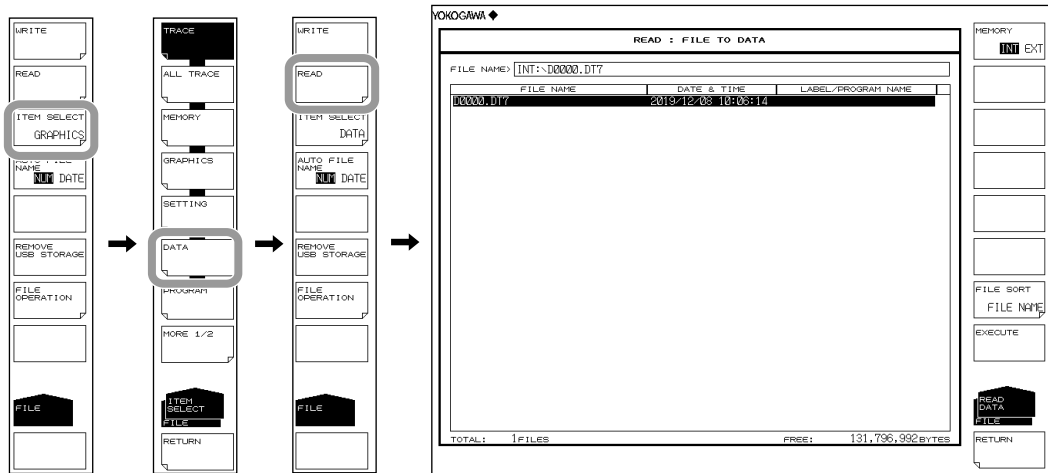 WRITE
READ
ITEM SELECT
GRAPHICS
AUTO FILE
NAME
NUM DATE
REMOVE
USB STORAGE
FILE
OPERATION
FILE
TRACE
ALL TRACE
MEMORY
GRAPHICS
SETTING
DATA
PROGRAM
MORE 1/2
ITEM
SELECT
FILE
RETURN
WRITE
READ
ITEM SELECT
DATA
AUTO FILE
NAME
NUM DATE
REMOVE
USB STORAGE
FILE
OPERATION
FILE
YOKOGAWA
READ : FILE TO DATA
FILE NAME> INT:\D0000.DT7
FILE NAME DATE & TIME LABEL/PROGRAM NAME
D0000.DT7 2019/12/08 10:06:14
TOTAL: 1FILES FREE: 131,796,992BYTES
MEMORY
INT EXT
FILE SORT
FILE NAME
EXECUTE
READ
DATA
FILE
RETURN